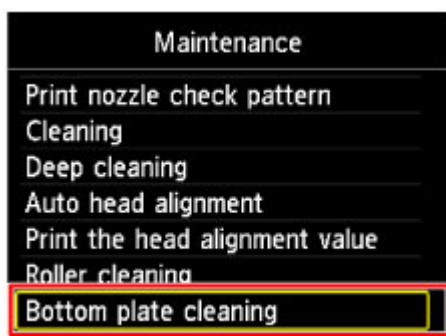 Maintenance
Print nozzle check pattern
Cleaning
Deep cleaning
Auto head alignment
Print the head alignment value
Roller cleaning
Bottom plate cleaning